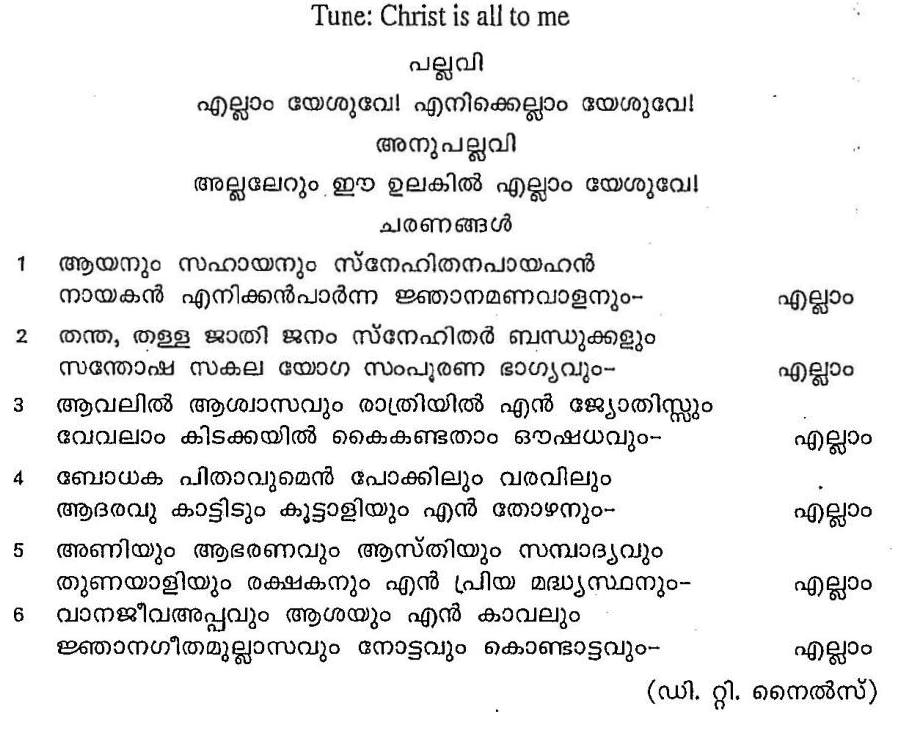 Tune: Christ is all to me
പല്ലവി
എല്ലാം യേശുവേ! എനിക്കെല്ലാം യേശുവേ!
അനുപല്ലവി
അല്ലലേറും ഈ ഉലകിൽ എല്ലാം യേശുവേ!
ചരണങ്ങൾ
1 ആയനും സഹായനും സ്നേഹിതനപായഹൻ
നായകൻ എനിക്കൻപാർന്ന ജ്ഞാനമണവാളനും– എല്ലാം
2 തന്ത, തള്ള ജാതി ജനം സ്നേഹിതർ ബന്ധുക്കളും
സന്തോഷ സകല യോഗ സംപൂരണ ഭാഗ്യവും– എല്ലാം
3 ആവലിൽ ആശ്വാസവും രാത്രിയിൽ എൻ ജ്യോതിസ്സും
വേവലാം കിടക്കയിൽ കൈകണ്ടതാം ഔഷധവും– എല്ലാം
4 ബോധക പിതാവുമെൻ പോക്കിലും വരവിലും
ആദരവു കാട്ടിടും കൂട്ടാളിയും എൻ തോഴനും– എല്ലാം
5 അണിയും ആഭരണവും ആസ്തിയും സമ്പാദ്യവും
തുണയാളിയും രക്ഷകനും എൻ പ്രിയ മദ്ധ്യസ്ഥനും– എല്ലാം
6 വാനജീവഅപ്പവും ആശയും എൻ കാവലും
ജ്ഞാനഗീതമുല്ലാസവും നോട്ടവും കൊണ്ടാട്ടവും– എല്ലാം
(ഡി. റ്റി. നൈൽസ്)